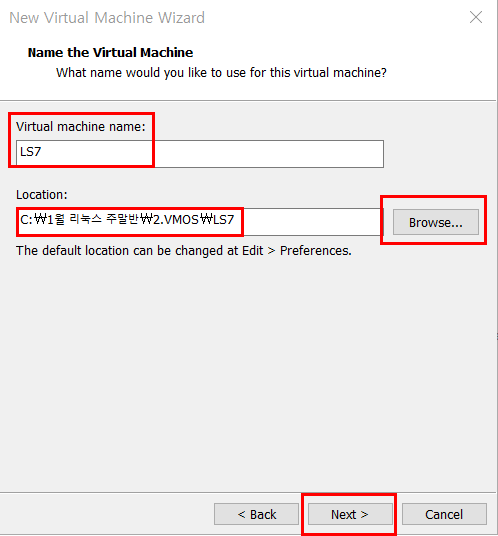 New Virtual Machine Wizard
Name the Virtual Machine
What name would you like to use for this virtual machine?
Virtual machine name:
LS7
Location:
C:₩1월 리눅스 주말반₩2.VMOS₩LS7
Browse...
The default location can be changed at Edit > Preferences.
< Back
Next >
Cancel